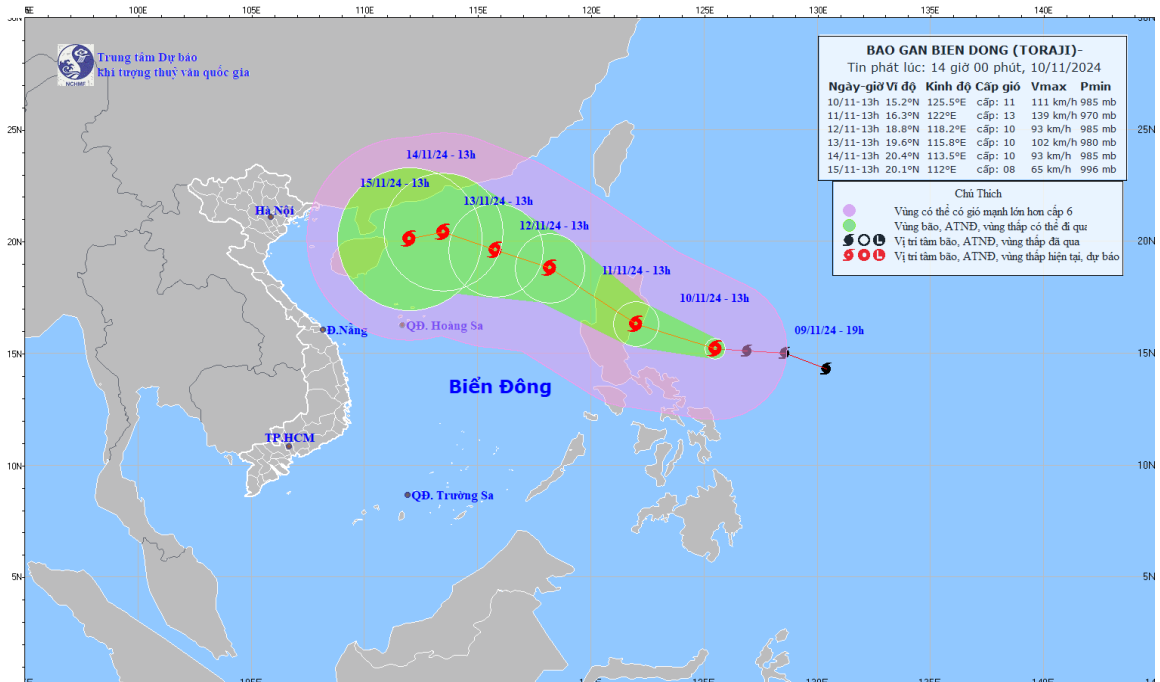 E
100E
105E
110E
115E
120E
125E
130E
135E
140E
145E
30N
30N
Trung tâm Dự báo
khí tượng thuỷ văn quốc gia
NCHMF
BAO GAN BIEN DONG (TORAJI)-
Tin phát lúc: 14 giờ 00 phút, 10/11/2024
Ngày-giờ Vĩ độ Kinh độ Cấp gió Vmax Pmin
10/11-13h 15.2°N 125.5°E cấp: 11 111 km/h 985 mb
11/11-13h 16.3°N 122°E cấp: 13 139 km/h 970 mb
12/11-13h 18.8°N 118.2°E cấp: 10 93 km/h 985 mb
13/11-13h 19.6°N 115.8°E cấp: 10 102 km/h 980 mb
14/11-13h 20.4°N 113.5°E cấp: 10 93 km/h 985 mb
15/11-13h 20.1°N 112°E cấp: 08 65 km/h 996 mb
25N
25N
14/11/24 - 13h
15/11/24 - 13h
13/11/24 - 13h
12/11/24 - 13h
11/11/24 - 13h
10/11/24 - 13h
09/11/24 - 19h
Chú Thích
Vùng có thể có gió mạnh lớn hơn cấp 6
Vùng bão, ATNĐ, vùng thấp có thể đi qua
L Vị trí tâm bão, ATNĐ, vùng thấp đã qua
L Vị trí tâm bão, ATNĐ, vùng thấp hiện tại, dự báo
Hà Nội
20N
20N
QĐ. Hoàng Sa
Đ.Nẵng
15N
15N
Biển Đông
TP.HCM
10N
10N
QĐ. Trường Sa
5N
5N